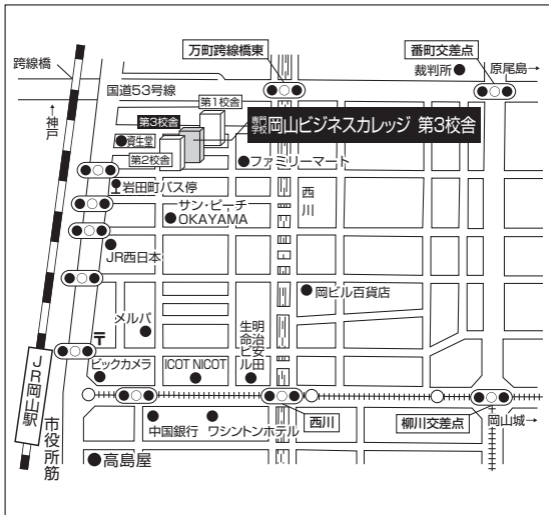 万町跨線橋東
番町交差点
跨線橋
裁判所
原尾島→
国道53号線
←神戸
第1校舎
第3校舎
専門学校 岡山ビジネスカレッジ 第3校舎
資生堂
第2校舎
ファミリーマート
岩田町バス停
西川
サン・ピーチ
OKAYAMA
JR西日本
岡ビル百貨店
メルパ
明治安田
生命ビル
〒
ビックカメラ
ICOT NICOT
JR岡山駅
市役所筋
西川
柳川交差点
岡山城→
中国銀行
ワシントンホテル
高島屋